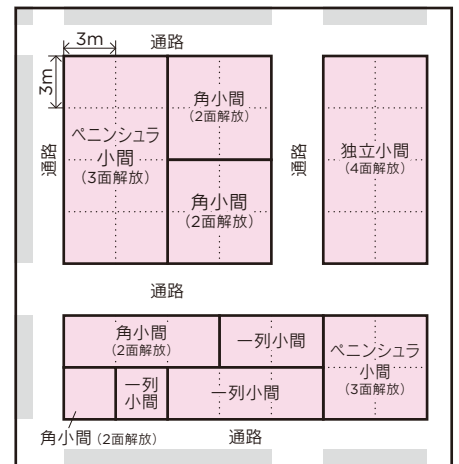 3m
通路
3m
通路
ペニンシュラ
小間
(3面解放)
角小間
(2面解放)
角小間
(2面解放)
通路
独立小間
(4面解放)
通路
角小間
(2面解放)
一列小間
ペニンシュラ
小間
(3面解放)
一列
小間
一列小間
角小間 (2面解放)
通路